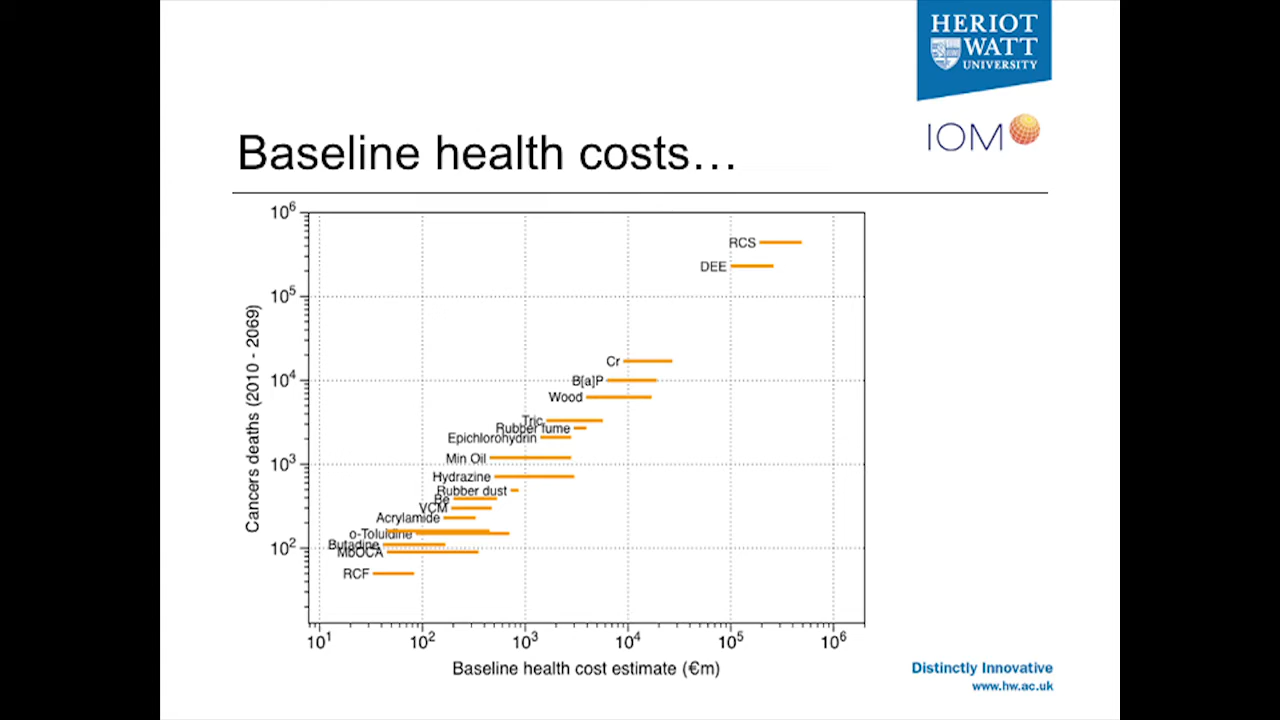 HERIOT
WATT
UNIVERSITY
IOM
Baseline health costs…
Cancers deaths (2010 - 2069)
10⁶
10⁵
10⁴
10³
10²
RCS
DEE
Cr
B[a]P
Wood
Tric
Rubber fume
Epichlorohydrin
Min Oil
Hydrazine
Rubber dust
Be
VCM
Acrylamide
o-Toluidine
Butadine
MbOCA
RCF
10¹ 10² 10³ 10⁴ 10⁵ 10⁶
Baseline health cost estimate (€m)
Distinctly Innovative
www.hw.ac.uk